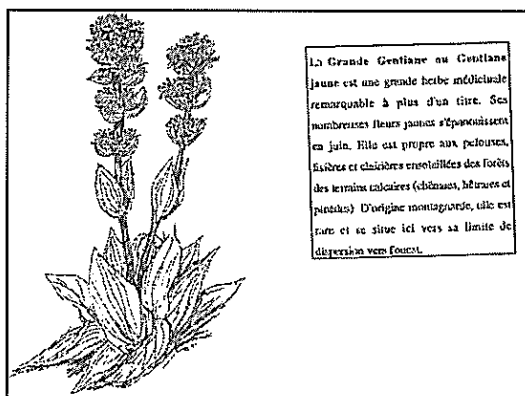 La Grande Gentiane ou Gentiane
jaune est une grande herbe médicinale
remarquable à plus d'un titre. Ses
nombreuses fleurs jaunes s'épanouissent
en juin. Elle est propre aux pelouses,
lisières et clairières ensoleillées des forêts
des terrains calcaires (chênaies, hêtraies et
pinèdes) D'origine montagnarde, elle est
rare et se situe ici vers sa limite de
dispersion vers l'ouest.